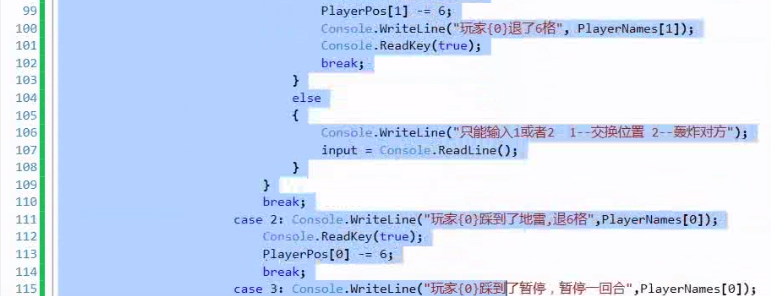 99 PlayerPos[1] -= 6;
100 Console.WriteLine("玩家{0}退了6格", PlayerNames[1]);
101 Console.ReadKey(true);
102 break;
103 }
104 else
105 {
106 Console.WriteLine("只能输入1或者2  1--交换位置 2--轰炸对方");
107 input = Console.ReadLine();
108 }
109 }
110 break;
111 case 2: Console.WriteLine("玩家{0}踩到了地雷,退6格",PlayerNames[0]);
112 Console.ReadKey(true);
113 PlayerPos[0] -= 6;
114 break;
115 case 3: Console.WriteLine("玩家{0}踩到了暂停，暂停一回合",PlayerNames[0]);